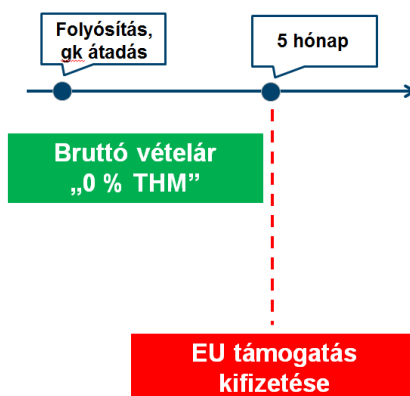 Folyósítás,
gk átadás
5 hónap
Bruttó vételár
„0 % THM”
EU támogatás
kifizetése